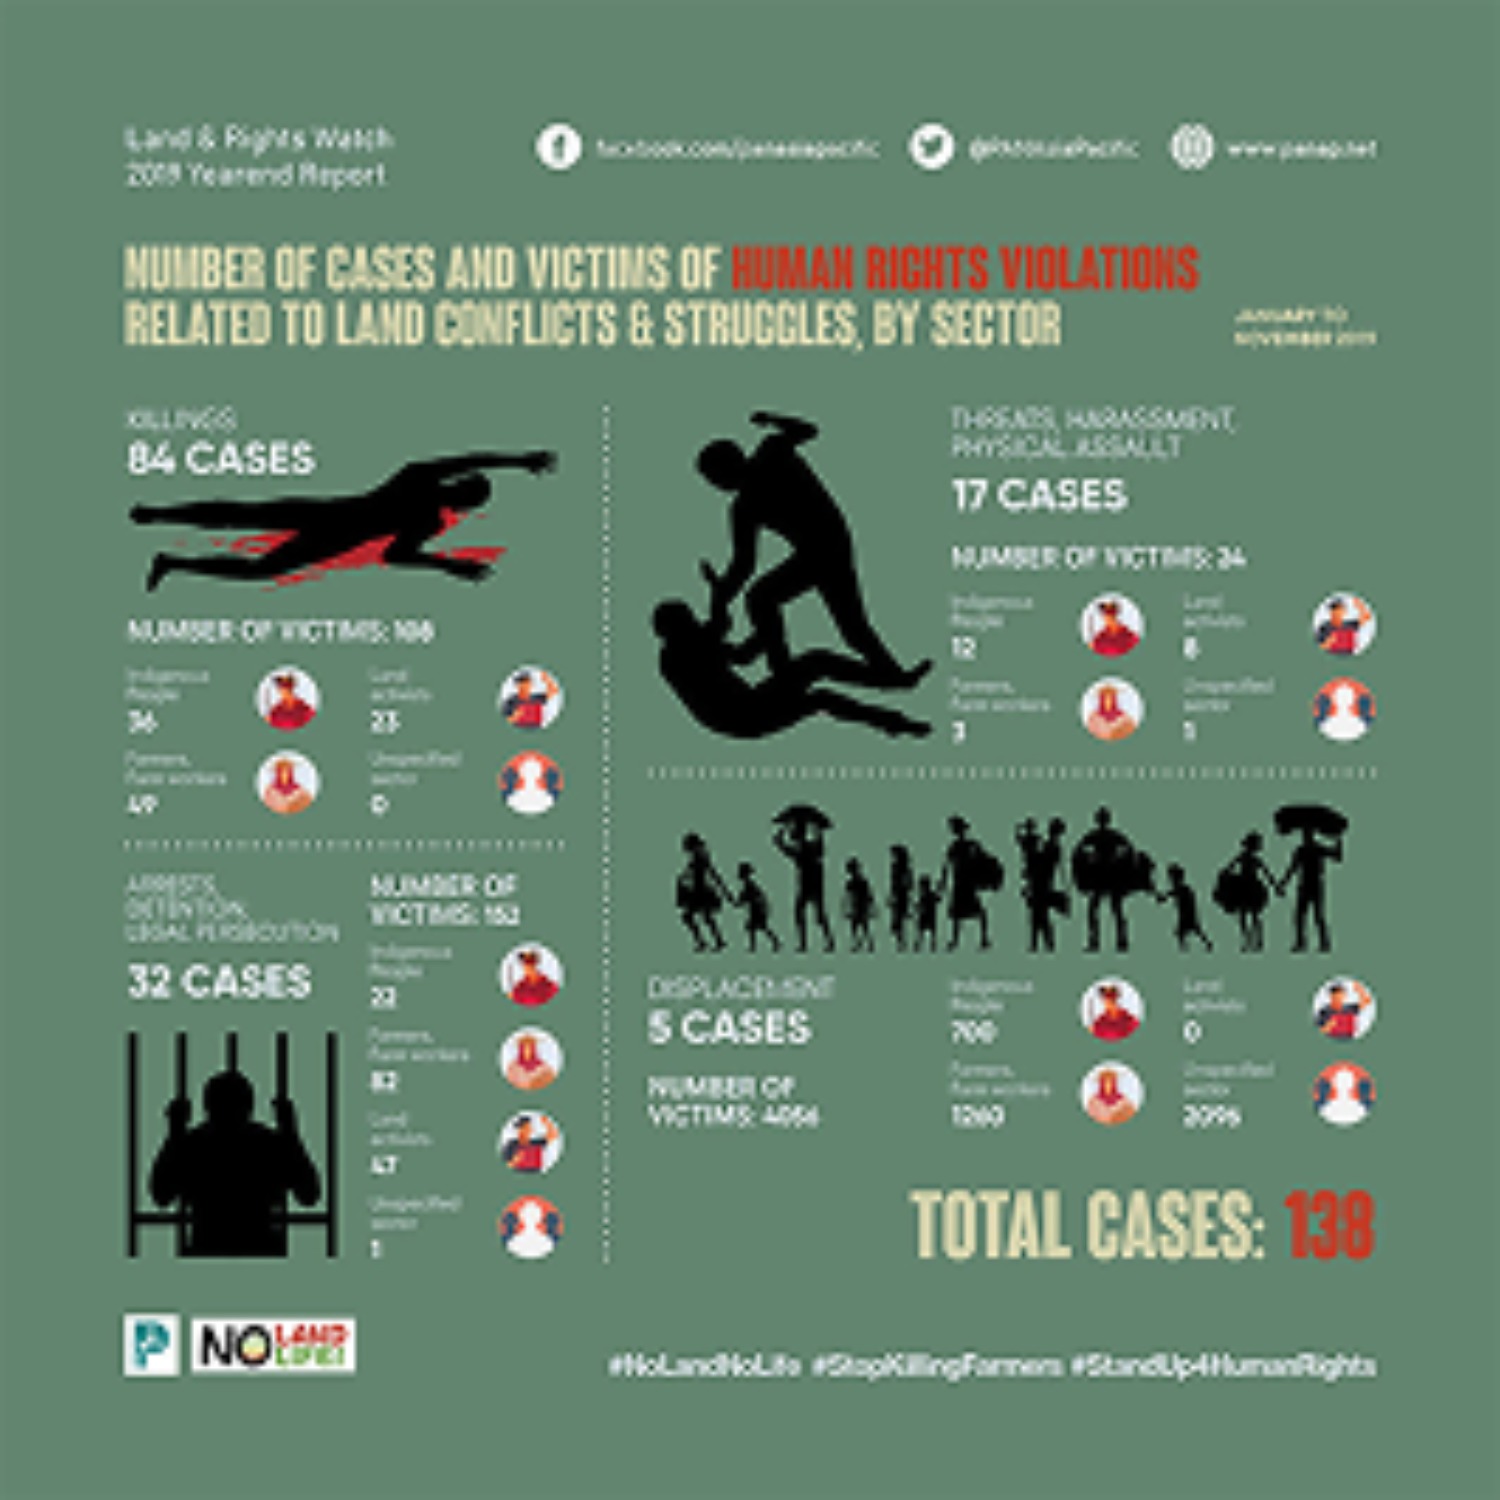 Land & Rights Watch
2019 Yearend Report
facebook.com/panasiapacific
@PANAsiaPacific
www.panap.net
NUMBER OF CASES AND VICTIMS OF HUMAN RIGHTS VIOLATIONS
RELATED TO LAND CONFLICTS & STRUGGLES, BY SECTOR
JANUARY TO
NOVEMBER 2019
KILLINGS
84 CASES
NUMBER OF VICTIMS: 108
Indigenous
People
36
Land
activists
23
Farmers,
Farm workers
49
Unspecified
sector
0
ARRESTS,
DETENTION,
LEGAL PERSECUTION
32 CASES
NUMBER OF
VICTIMS: 152
Indigenous
People
22
Farmers,
Farm workers
82
Land
activists
47
Unspecified
sector
1
THREATS, HARASSMENT,
PHYSICAL ASSAULT
17 CASES
NUMBER OF VICTIMS: 24
Indigenous
People
12
Land
activists
8
Farmers,
Farm workers
3
Unspecified
sector
1
DISPLACEMENT
5 CASES
NUMBER OF
VICTIMS: 4056
Indigenous
People
700
Land
activists
0
Farmers,
Farm workers
1260
Unspecified
sector
TOTAL CASES: 138
P
NO LAND
LIFE!
#NoLandNoLife #StopKillingFarmers #StandUp4HumanRights